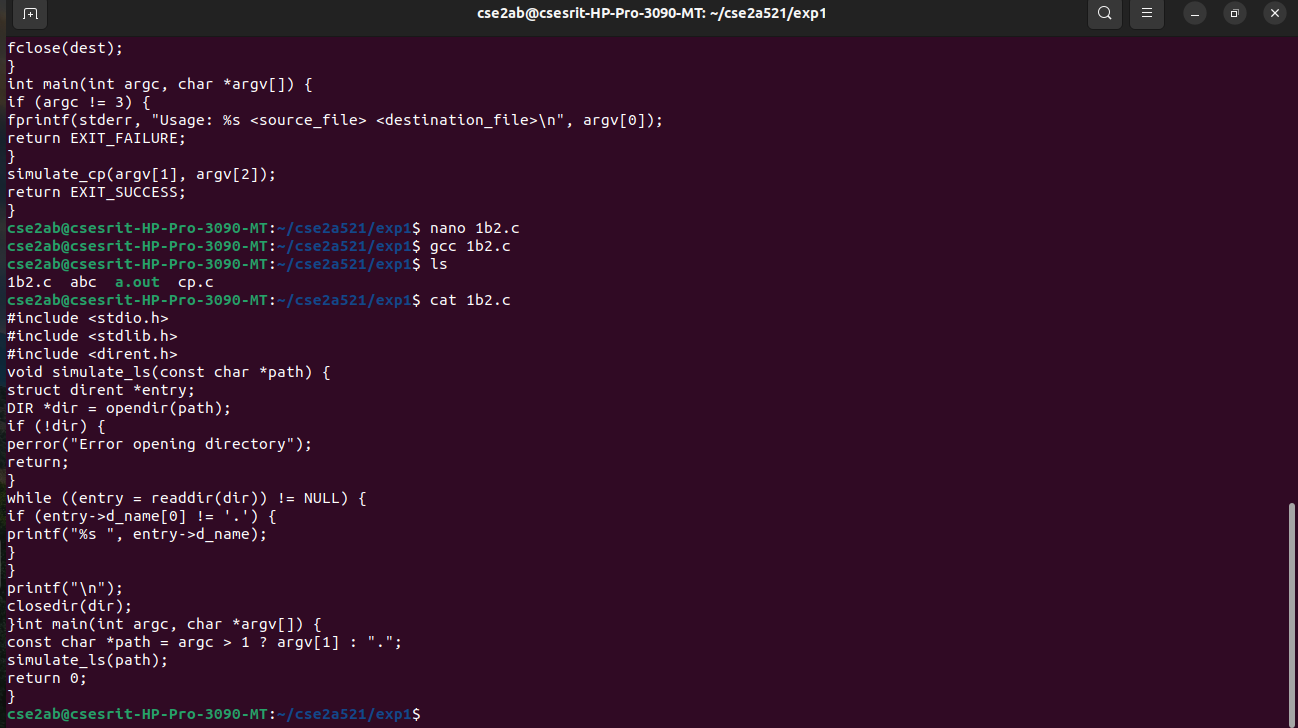 cse2ab@csesrit-HP-Pro-3090-MT: ~/cse2a521/exp1
fclose(dest);
}
int main(int argc, char *argv[]) {
if (argc != 3) {
fprintf(stderr, "Usage: %s <source_file> <destination_file>\n", argv[0]);
return EXIT_FAILURE;
}
simulate_cp(argv[1], argv[2]);
return EXIT_SUCCESS;
}
cse2ab@csesrit-HP-Pro-3090-MT:~/cse2a521/exp1$ nano 1b2.c
cse2ab@csesrit-HP-Pro-3090-MT:~/cse2a521/exp1$ gcc 1b2.c
cse2ab@csesrit-HP-Pro-3090-MT:~/cse2a521/exp1$ ls
1b2.c  abc  a.out  cp.c
cse2ab@csesrit-HP-Pro-3090-MT:~/cse2a521/exp1$ cat 1b2.c
#include <stdio.h>
#include <stdlib.h>
#include <dirent.h>
void simulate_ls(const char *path) {
struct dirent *entry;
DIR *dir = opendir(path);
if (!dir) {
perror("Error opening directory");
return;
}
while ((entry = readdir(dir)) != NULL) {
if (entry->d_name[0] != '.') {
printf("%s ", entry->d_name);
}
}
printf("\n");
closedir(dir);
}int main(int argc, char *argv[]) {
const char *path = argc > 1 ? argv[1] : ".";
simulate_ls(path);
return 0;
}
cse2ab@csesrit-HP-Pro-3090-MT:~/cse2a521/exp1$